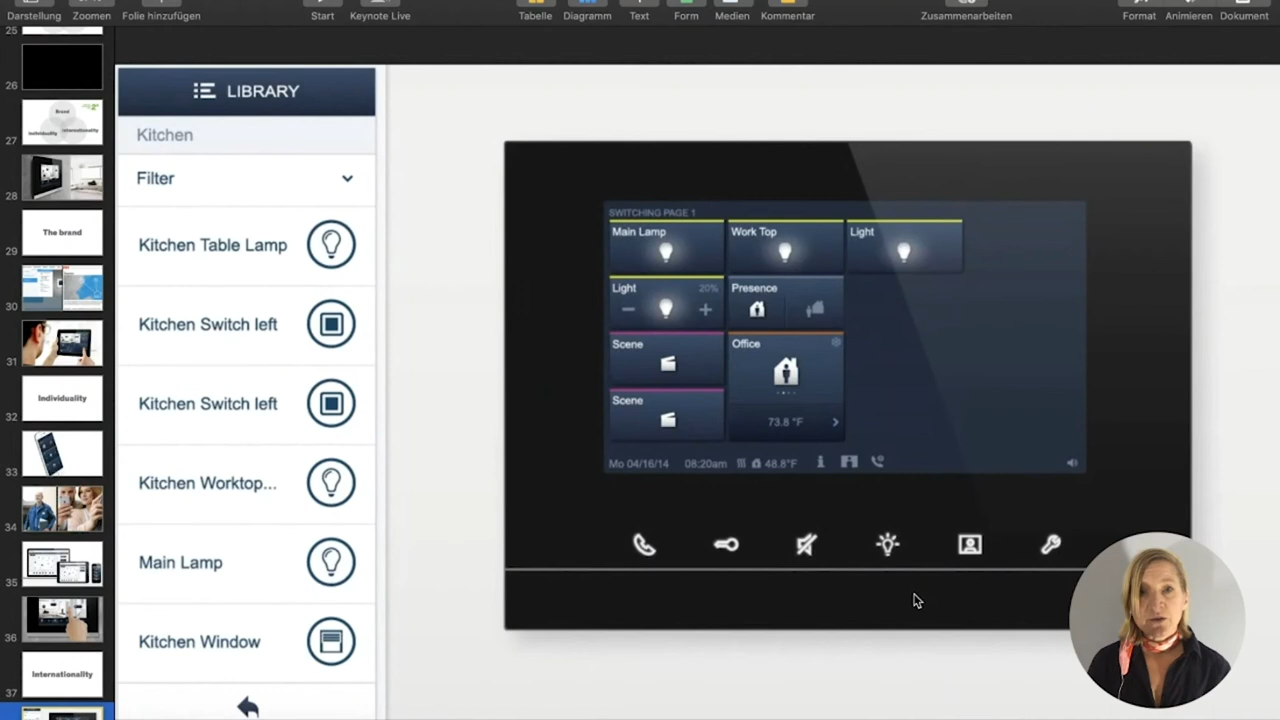 Darstellung
Zoomen
Folie hinzufügen
Start
Keynote Live
Tabelle
Diagramm
Text
Form
Medien
Kommentar
Zusammenarbeiten
Format
Animieren
Dokument
25
26
27
Brand
Individuality
Internationality
28
29
The brand
30
31
32
Individuality
33
34
35
36
37
Internationality
LIBRARY
Kitchen
Filter
Kitchen Table Lamp
Kitchen Switch left
Kitchen Switch left
Kitchen Worktop...
Main Lamp
Kitchen Window
SWITCHING PAGE 1
Main Lamp
Work Top
Light
Light
20%
Presence
Scene
Office
Scene
73.8 °F
Mo 04/16/14 08:20am 48.8°F